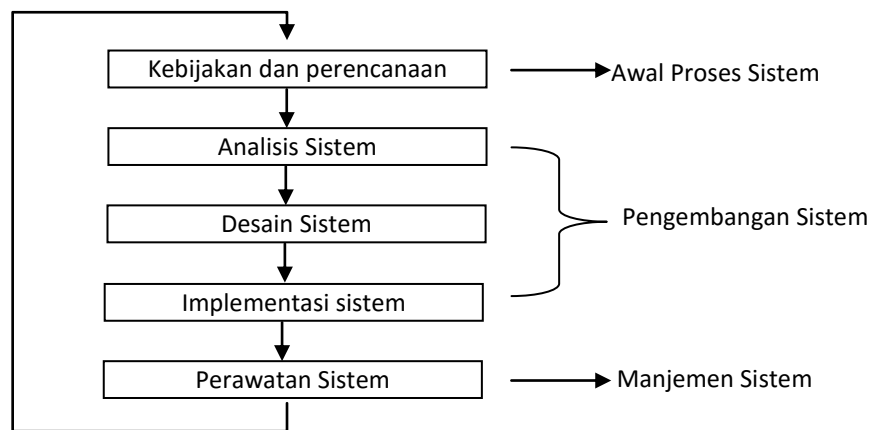 Kebijakan dan perencanaan
Awal Proses Sistem
Analisis Sistem
Desain Sistem
Pengembangan Sistem
Implementasi sistem
Perawatan Sistem
Manjemen Sistem